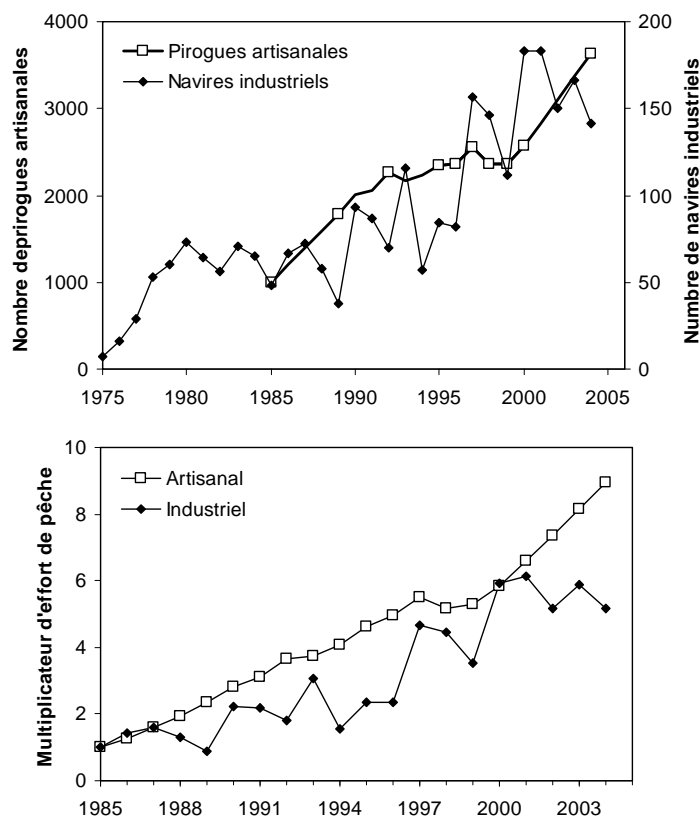 4000
3000
2000
1000
0
Nombre deprirogues artisanales
Pirogues artisanales
Navires industriels
200
150
100
50
0
Numbre de navires industriels
1975 1980 1985 1990 1995 2000 2005
10
8
6
4
2
0
Multiplicateur d'effort de pêche
Artisanal
Industriel
1985 1988 1991 1994 1997 2000 2003